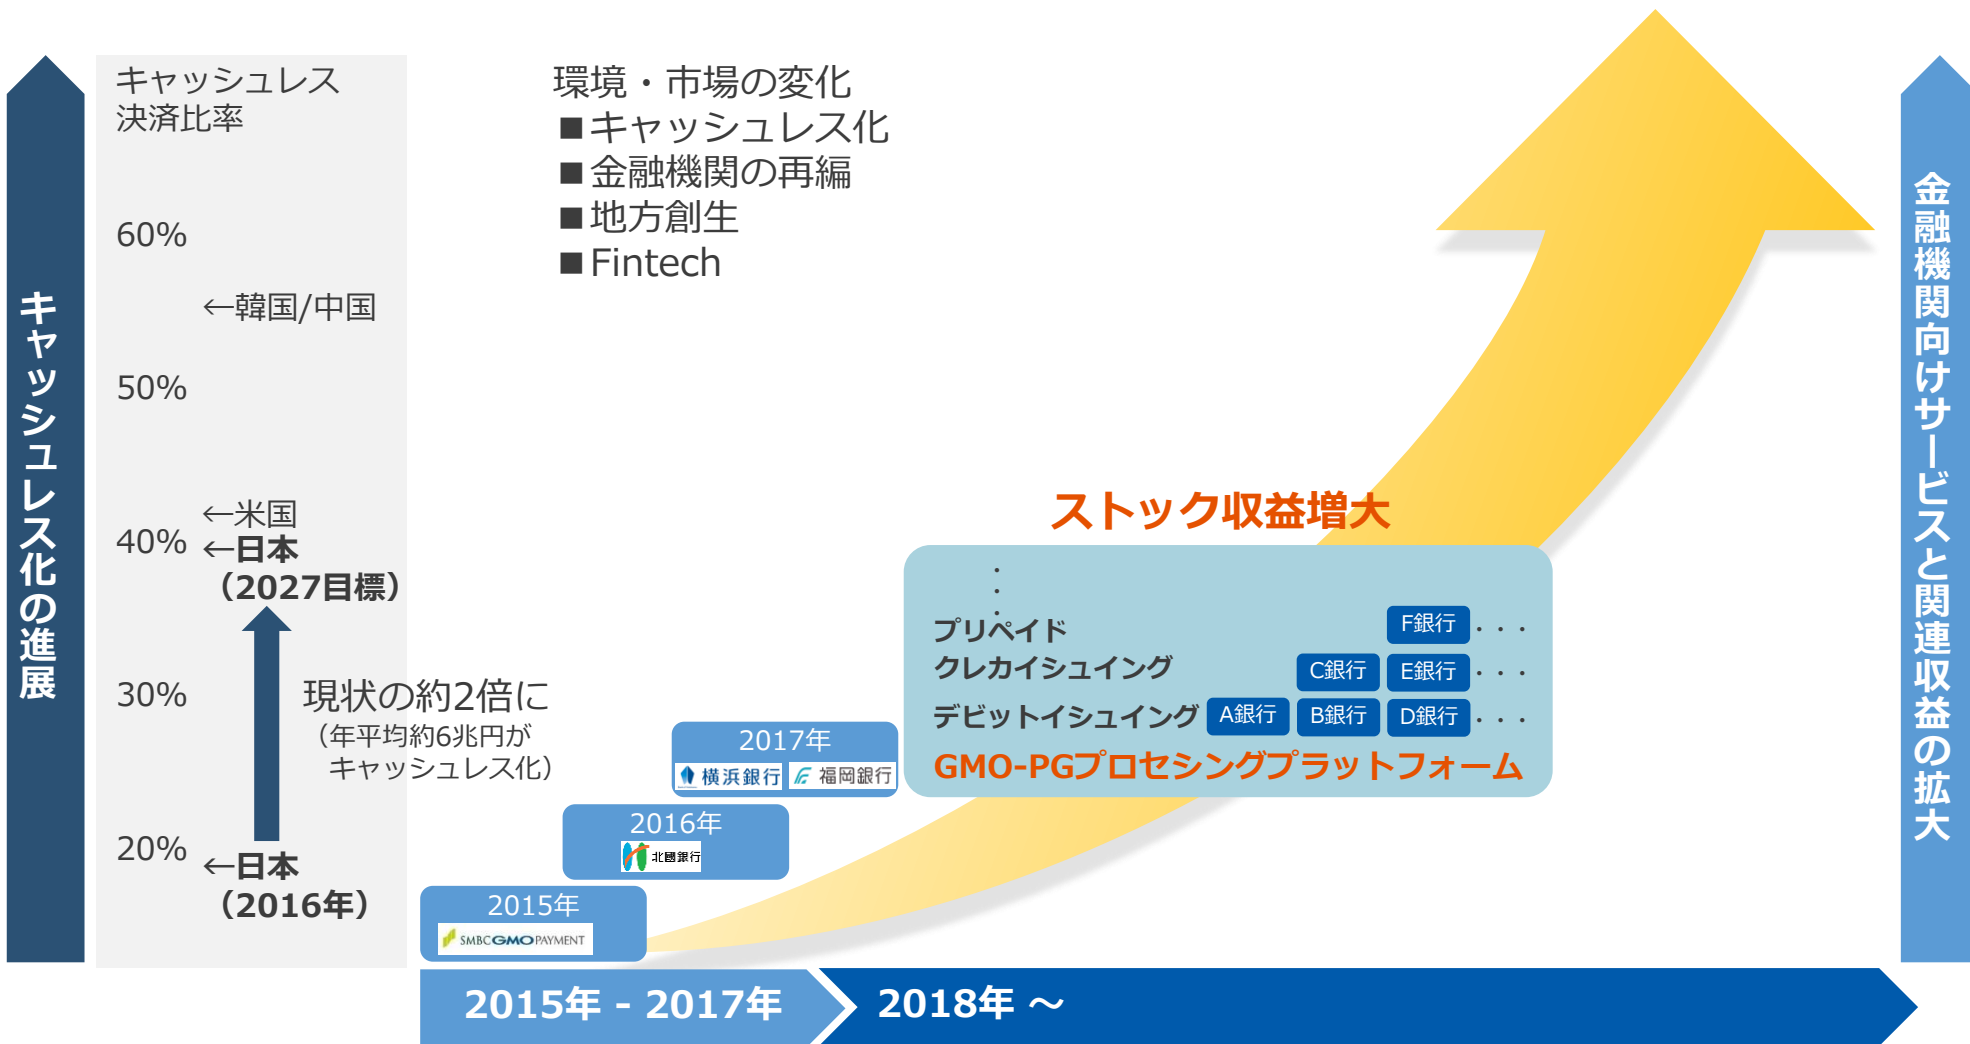 キャッシュレス化の進展
キャッシュレス
決済比率
60%
←韓国/中国
50%
←米国
40%
←日本
（2027目標）
30%
現状の約2倍に
（年平均約6兆円が
キャッシュレス化）
20%
←日本
（2016年）
環境・市場の変化
■キャッシュレス化
■金融機関の再編
■地方創生
■Fintech
2015年
SMBC GMO PAYMENT
2016年
北國銀行
2017年
横浜銀行 福岡銀行
ストック収益増大
・
・
・
プリペイド F銀行 ・・・
クレカイシュイング C銀行 E銀行 ・・・
デビットイシュイング A銀行 B銀行 D銀行 ・・・
GMO-PGプロセシングプラットフォーム
2015年 - 2017年
2018年 ～
金融機関向けサービスと関連収益の拡大